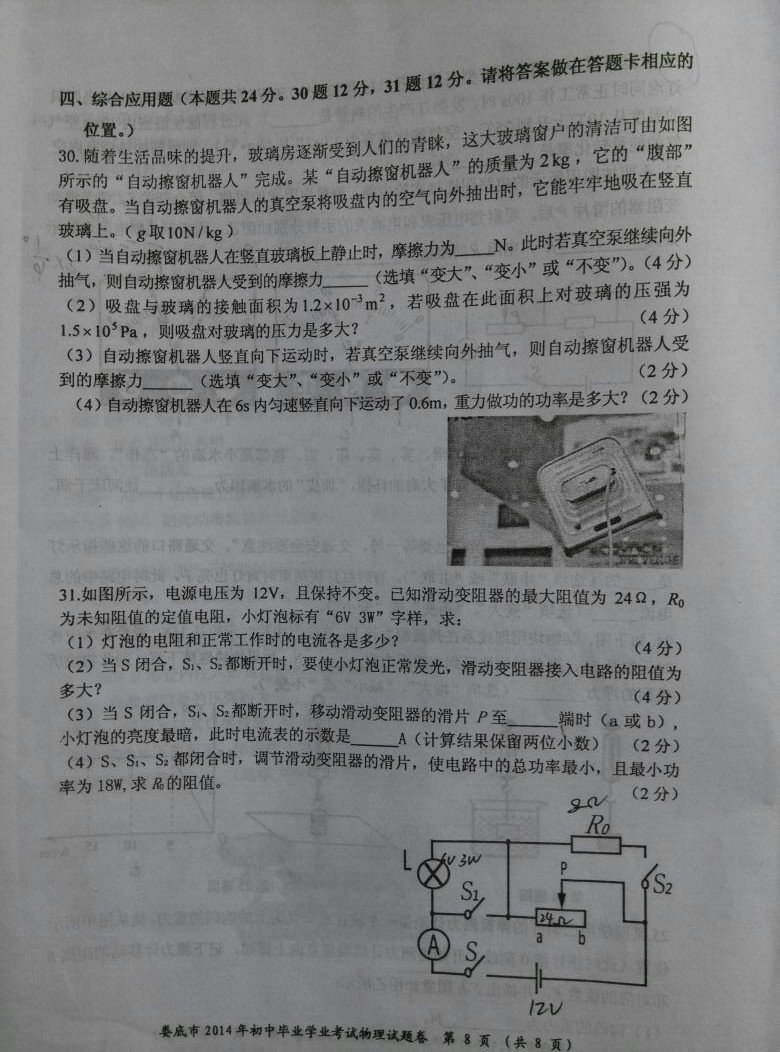 四、综合应用题（本题共24分。30题12分，31题12分。请将答案做在答题卡相应的
位置。）
30.随着生活品味的提升，玻璃房逐渐受到人们的青睐，这大玻璃窗户的清洁可由如图
所示的“自动擦窗机器人”完成。某“自动擦窗机器人”的质量为2kg，它的“腹部”
有吸盘。当自动擦窗机器人的真空泵将吸盘内的空气向外抽出时，它能牢牢地吸在竖直
玻璃上。（g取10N/kg）
（1）当自动擦窗机器人在竖直玻璃板上静止时，摩擦力为____N。此时若真空泵继续向外
抽气，则自动擦窗机器人受到的摩擦力____（选填“变大”、“变小”或“不变”）。（4分）
（2）吸盘与玻璃的接触面积为1.2×10⁻³m²，若吸盘在此面积上对玻璃的压强为
1.5×10⁵Pa，则吸盘对玻璃的压力是多大？（4分）
（3）自动擦窗机器人竖直向下运动时，若真空泵继续向外抽气，则自动擦窗机器人受
到的摩擦力____（选填“变大”、“变小”或“不变”）。（2分）
（4）自动擦窗机器人在6s内匀速竖直向下运动了0.6m，重力做功的功率是多大？（2分）
31.如图所示，电源电压为12V，且保持不变。已知滑动变阻器的最大阻值为24Ω，R₀
为未知阻值的定值电阻，小灯泡标有“6V 3W”字样，求：
（1）灯泡的电阻和正常工作时的电流各是多少？（4分）
（2）当S闭合，S₁、S₂都断开时，要使小灯泡正常发光，滑动变阻器接入电路的阻值为
多大？（4分）
（3）当S闭合，S₁、S₂都断开时，移动滑动变阻器的滑片P至____端时（a或b），
小灯泡的亮度最暗，此时电流表的示数是____A（计算结果保留两位小数）（2分）
（4）S、S₁、S₂都闭合时，调节滑动变阻器的滑片，使电路中的总功率最小，且最小功
率为18W,求R₀的阻值。（2分）
8Ω
R₀
L
6V 3W
P
S₁
S₂
24Ω
a
b
A
S
12V
娄底市2014年初中毕业学业考试物理试题卷 第8页（共8页）